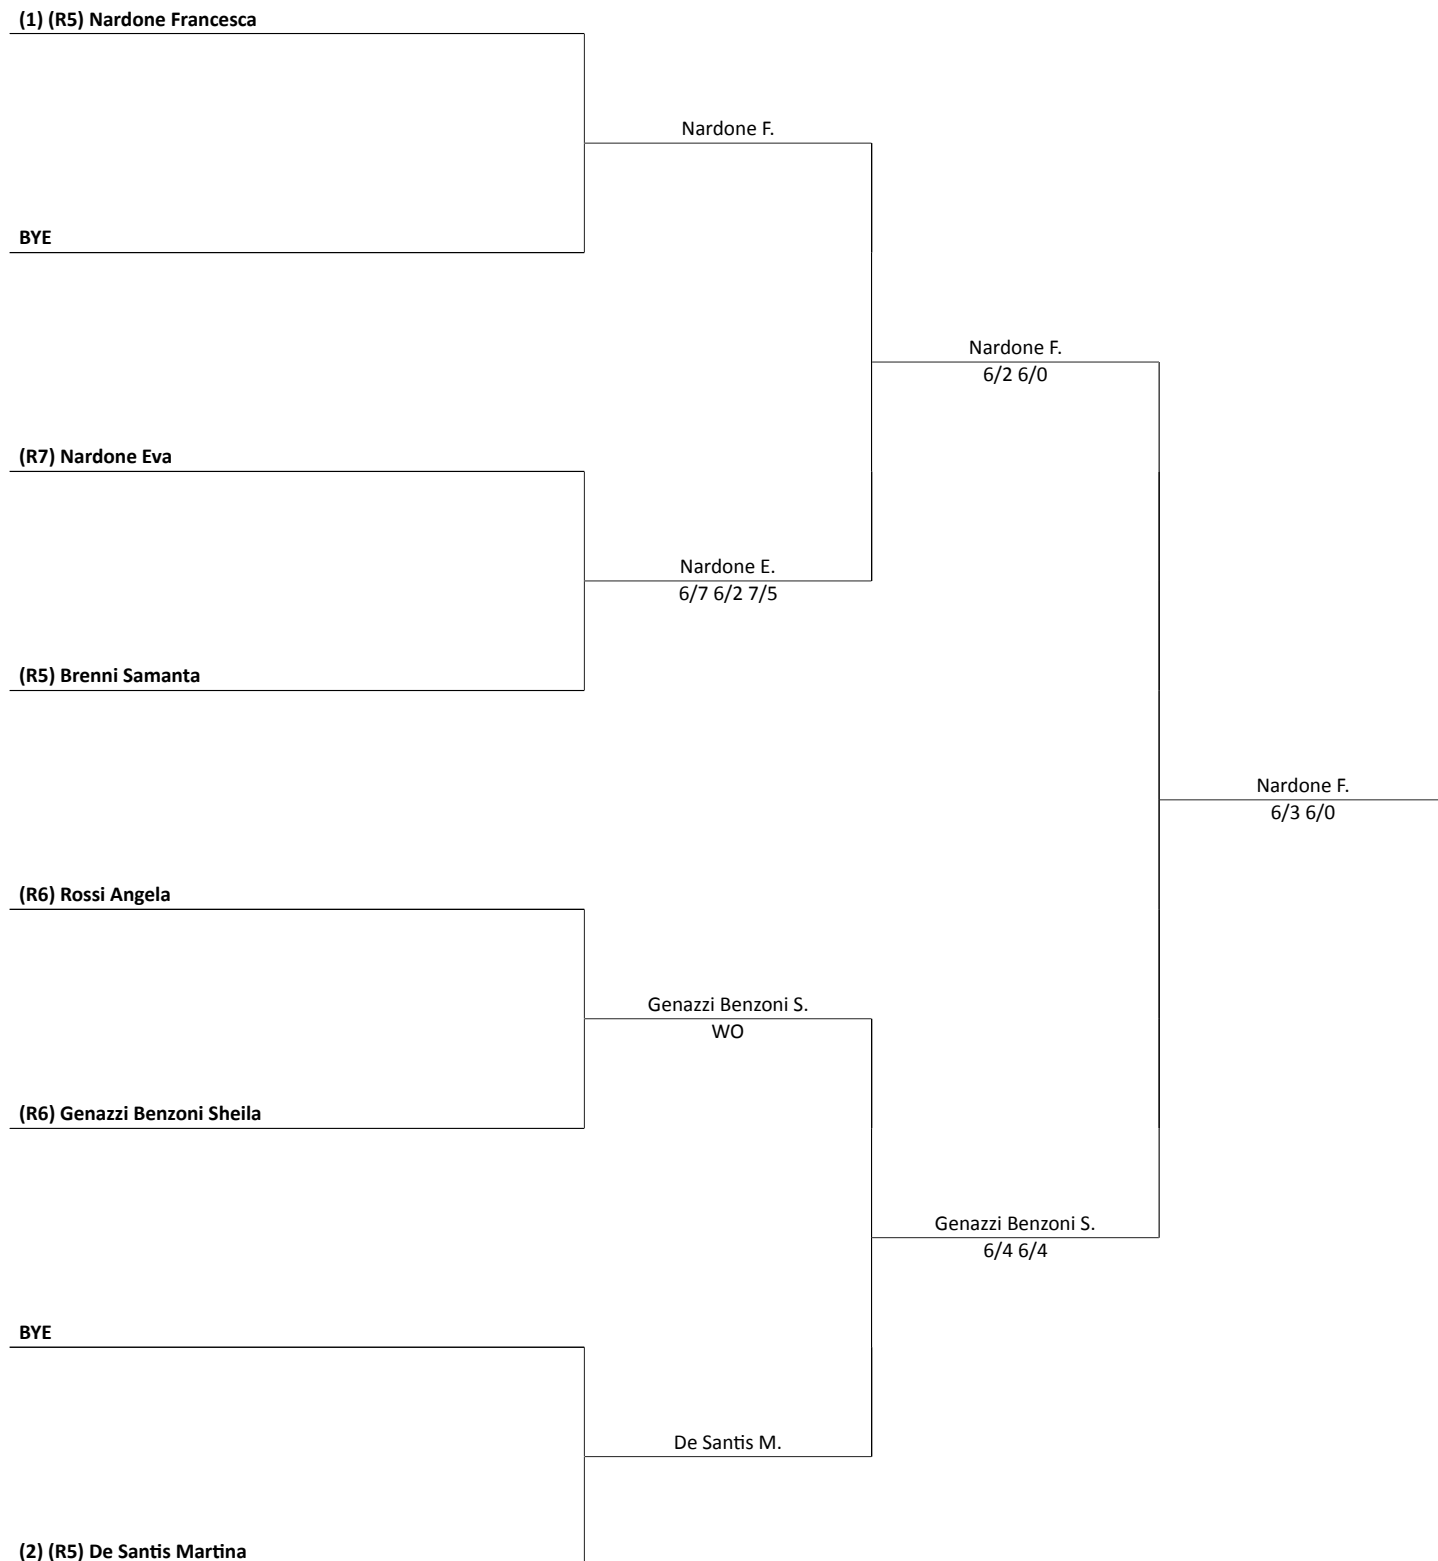 (1) (R5) Nardone Francesca
Nardone F.
BYE
Nardone F.
6/2 6/0
(R7) Nardone Eva
Nardone E.
6/7 6/2 7/5
(R5) Brenni Samanta
Nardone F.
6/3 6/0
(R6) Rossi Angela
Genazzi Benzoni S.
WO
(R6) Genazzi Benzoni Sheila
Genazzi Benzoni S.
6/4 6/4
BYE
De Santis M.
(2) (R5) De Santis Martina